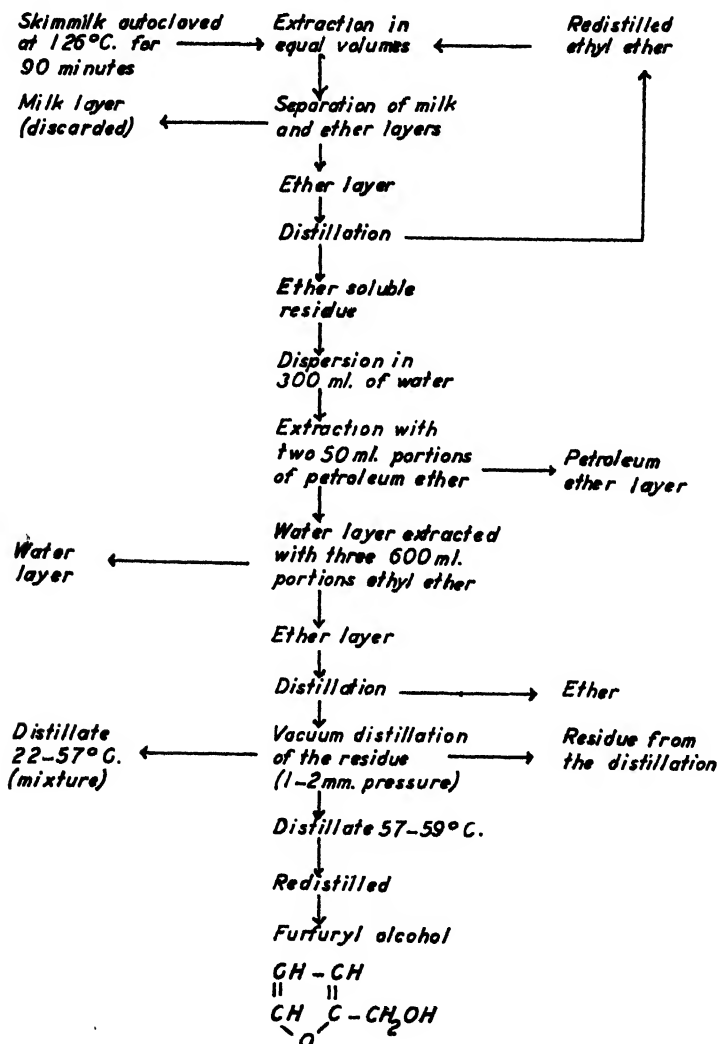 Skimmilk autoclaved
at 126°C. for
90 minutes
Extraction in
equal volumes
Redistilled
ethyl ether
Milk layer
(discarded)
Separation of milk
and ether layers
Ether layer
Distillation
Ether soluble
residue
Dispersion in
300 ml. of water
Extraction with
two 50 ml. portions
of petroleum ether
Petroleum
ether layer
Water layer extracted
with three 600 ml.
portions ethyl ether
Water
layer
Ether layer
Distillation
Ether
Distillate
22-57°C.
(mixture)
Vacuum distillation
of the residue
(1-2mm. pressure)
Residue from
the distillation
Distillate 57-59°C.
Redistilled
Furfuryl alcohol
CH - CH
CH C - CH2OH
O